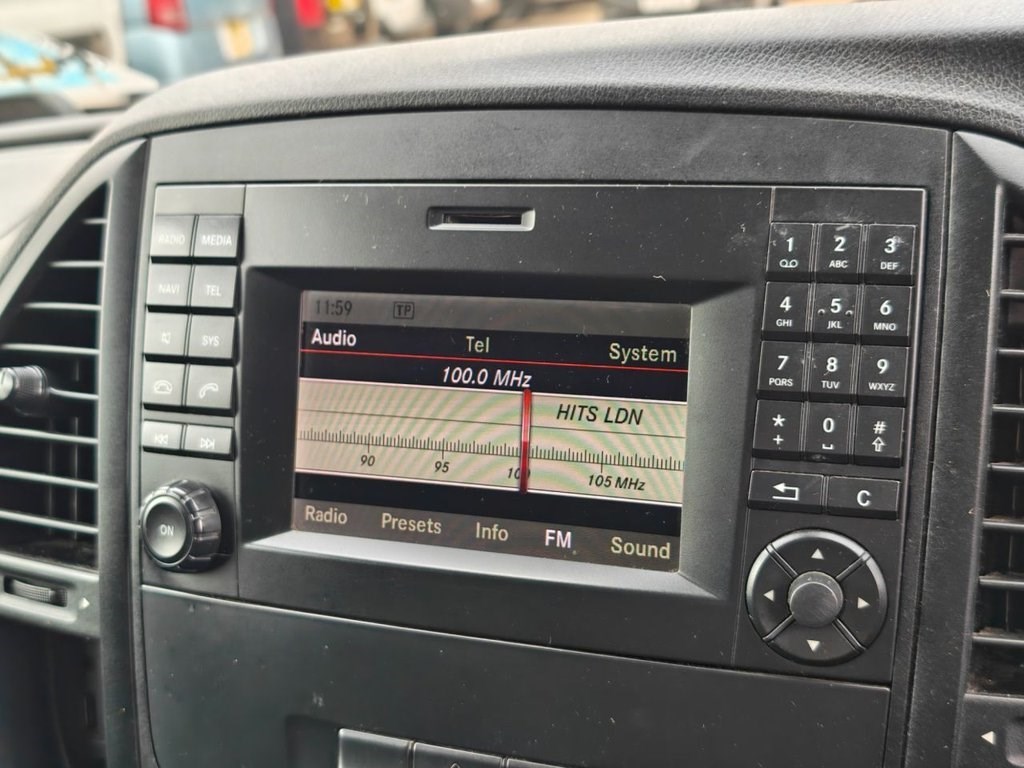 RADIO MEDIA
NAVI TEL
SYS
ON
11:59 TP
Audio Tel System
100.0 MHz
HITS LDN
90 95 100 105 MHz
Radio Presets Info FM Sound
1 2 ABC 3 DEF
4 GHI 5 JKL 6 MNO
7 PQRS 8 TUV 9 WXYZ
* + 0 #
C